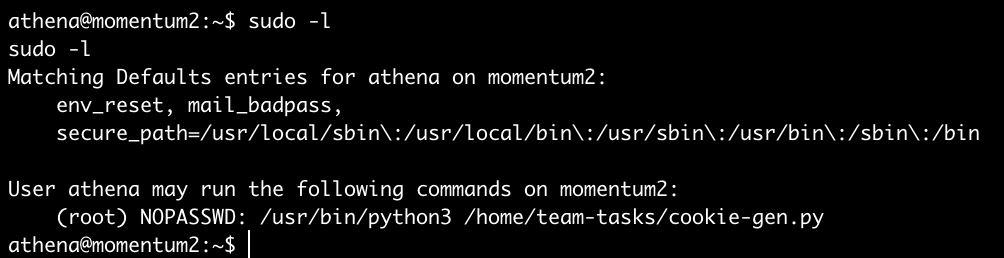 athena@momentum2:~$ sudo -l
sudo -l
Matching Defaults entries for athena on momentum2:
    env_reset, mail_badpass,
    secure_path=/usr/local/sbin\:/usr/local/bin\:/usr/sbin\:/usr/bin\:/sbin\:/bin

User athena may run the following commands on momentum2:
    (root) NOPASSWD: /usr/bin/python3 /home/team-tasks/cookie-gen.py
athena@momentum2:~$